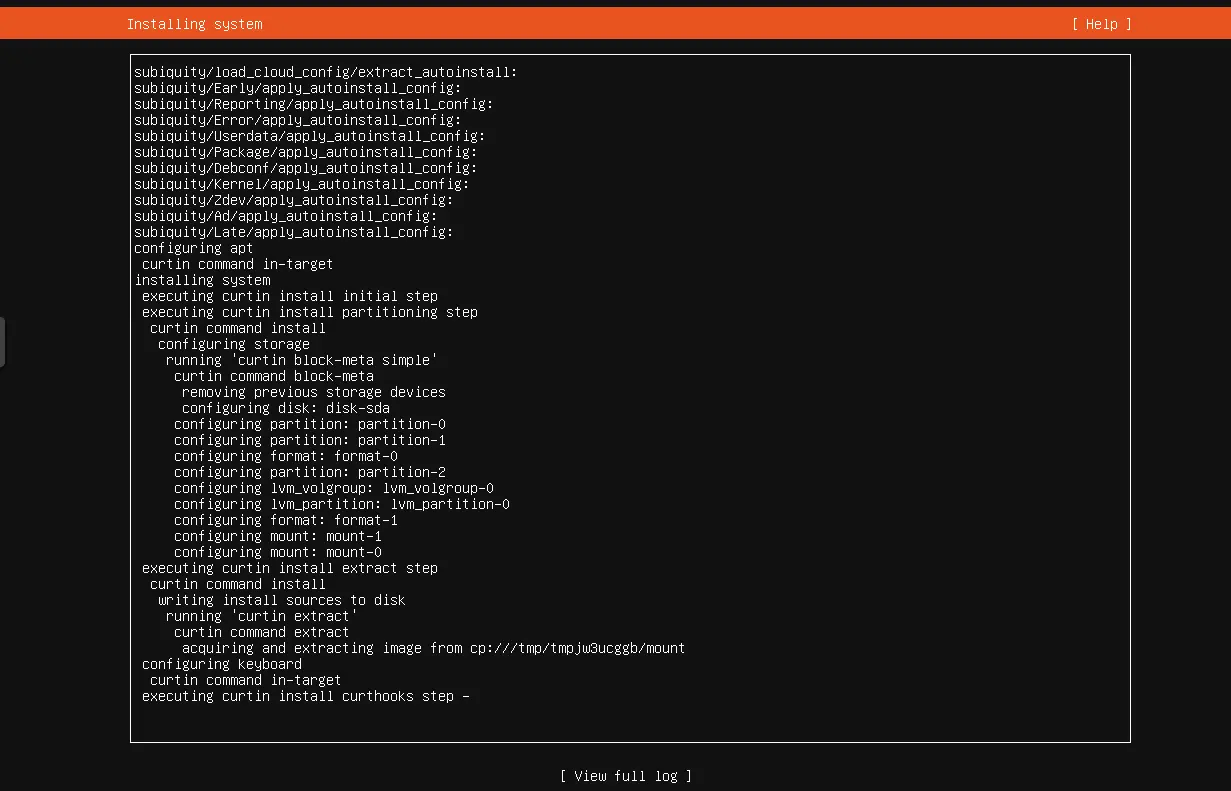 Installing system
[ Help ]
subiquity/load_cloud_config/extract_autoinstall:
subiquity/Early/apply_autoinstall_config:
subiquity/Reporting/apply_autoinstall_config:
subiquity/Error/apply_autoinstall_config:
subiquity/Userdata/apply_autoinstall_config:
subiquity/Package/apply_autoinstall_config:
subiquity/Debconf/apply_autoinstall_config:
subiquity/Kernel/apply_autoinstall_config:
subiquity/Zdev/apply_autoinstall_config:
subiquity/Ad/apply_autoinstall_config:
subiquity/Late/apply_autoinstall_config:
configuring apt
curtin command in-target
installing system
executing curtin install initial step
executing curtin install partitioning step
curtin command install
configuring storage
running 'curtin block-meta simple'
curtin command block-meta
removing previous storage devices
configuring disk: disk-sda
configuring partition: partition-0
configuring partition: partition-1
configuring format: format-0
configuring partition: partition-2
configuring lvm_volgroup: lvm_volgroup-0
configuring lvm_partition: lvm_partition-0
configuring format: format-1
configuring mount: mount-1
configuring mount: mount-0
executing curtin install extract step
curtin command install
writing install sources to disk
running 'curtin extract'
curtin command extract
acquiring and extracting image from cp:///tmp/tmpjw3ucggb/mount
configuring keyboard
curtin command in-target
executing curtin install curthooks step -
[ View full log ]